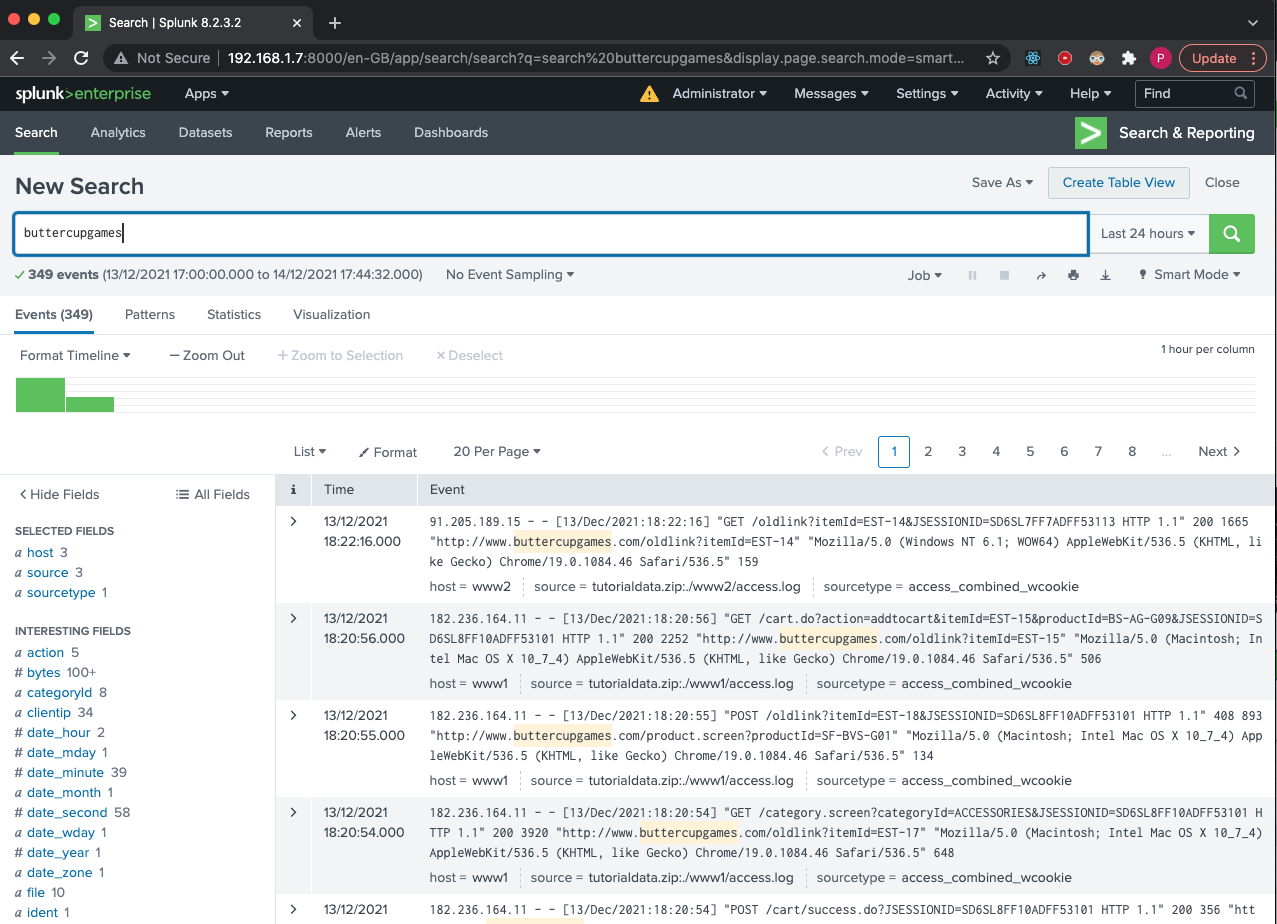 Search | Splunk 8.2.3.2
Not Secure 192.168.1.7:8000/en-GB/app/search/search?q=search%20buttercupgames&display.page.search.mode=smart...
P Update
splunk>enterprise Apps Administrator Messages Settings Activity Help Find
Search Analytics Datasets Reports Alerts Dashboards Search & Reporting
New Search Save As Create Table View Close
buttercupgames Last 24 hours
349 events (13/12/2021 17:00:00.000 to 14/12/2021 17:44:32.000) No Event Sampling Job Smart Mode
Events (349) Patterns Statistics Visualization
Format Timeline Zoom Out Zoom to Selection Deselect 1 hour per column
List Format 20 Per Page Prev 1 2 3 4 5 6 7 8 ... Next
Hide Fields All Fields
SELECTED FIELDS
a host 3
a source 3
a sourcetype 1
INTERESTING FIELDS
a action 5
# bytes 100+
a categoryId 8
a clientip 34
# date_hour 2
# date_mday 1
# date_minute 39
a date_month 1
# date_second 58
a date_wday 1
# date_year 1
a date_zone 1
a file 10
a ident 1
i Time Event
13/12/2021
18:22:16.000
91.205.189.15 - - [13/Dec/2021:18:22:16] "GET /oldlink?itemId=EST-14&JSESSIONID=SD6SL7FF7ADFF53113 HTTP 1.1" 200 1665
"http://www.buttercupgames.com/oldlink?itemId=EST-14" "Mozilla/5.0 (Windows NT 6.1; WOW64) AppleWebKit/536.5 (KHTML, li
ke Gecko) Chrome/19.0.1084.46 Safari/536.5" 159
host = www2 source = tutorialdata.zip:./www2/access.log sourcetype = access_combined_wcookie
13/12/2021
18:20:56.000
182.236.164.11 - - [13/Dec/2021:18:20:56] "GET /cart.do?action=addtocart&itemId=EST-15&productId=BS-AG-G09&JSESSIONID=S
D6SL8FF10ADFF53101 HTTP 1.1" 200 2252 "http://www.buttercupgames.com/oldlink?itemId=EST-15" "Mozilla/5.0 (Macintosh; In
tel Mac OS X 10_7_4) AppleWebKit/536.5 (KHTML, like Gecko) Chrome/19.0.1084.46 Safari/536.5" 506
host = www1 source = tutorialdata.zip:./www1/access.log sourcetype = access_combined_wcookie
13/12/2021
18:20:55.000
182.236.164.11 - - [13/Dec/2021:18:20:55] "POST /oldlink?itemId=EST-18&JSESSIONID=SD6SL8FF10ADFF53101 HTTP 1.1" 408 893
"http://www.buttercupgames.com/product.screen?productId=SF-BVS-G01" "Mozilla/5.0 (Macintosh; Intel Mac OS X 10_7_4) Ap
pleWebKit/536.5 (KHTML, like Gecko) Chrome/19.0.1084.46 Safari/536.5" 134
host = www1 source = tutorialdata.zip:./www1/access.log sourcetype = access_combined_wcookie
13/12/2021
18:20:54.000
182.236.164.11 - - [13/Dec/2021:18:20:54] "GET /category.screen?categoryId=ACCESSORIES&JSESSIONID=SD6SL8FF10ADFF53101 H
TTP 1.1" 200 3920 "http://www.buttercupgames.com/oldlink?itemId=EST-17" "Mozilla/5.0 (Macintosh; Intel Mac OS X 10_7_4)
AppleWebKit/536.5 (KHTML, like Gecko) Chrome/19.0.1084.46 Safari/536.5" 648
host = www1 source = tutorialdata.zip:./www1/access.log sourcetype = access_combined_wcookie
13/12/2021
182.236.164.11 - - [13/Dec/2021:18:20:54] "POST /cart/success.do?JSESSIONID=SD6SL8FF10ADFF53101 HTTP 1.1" 200 356 "htt